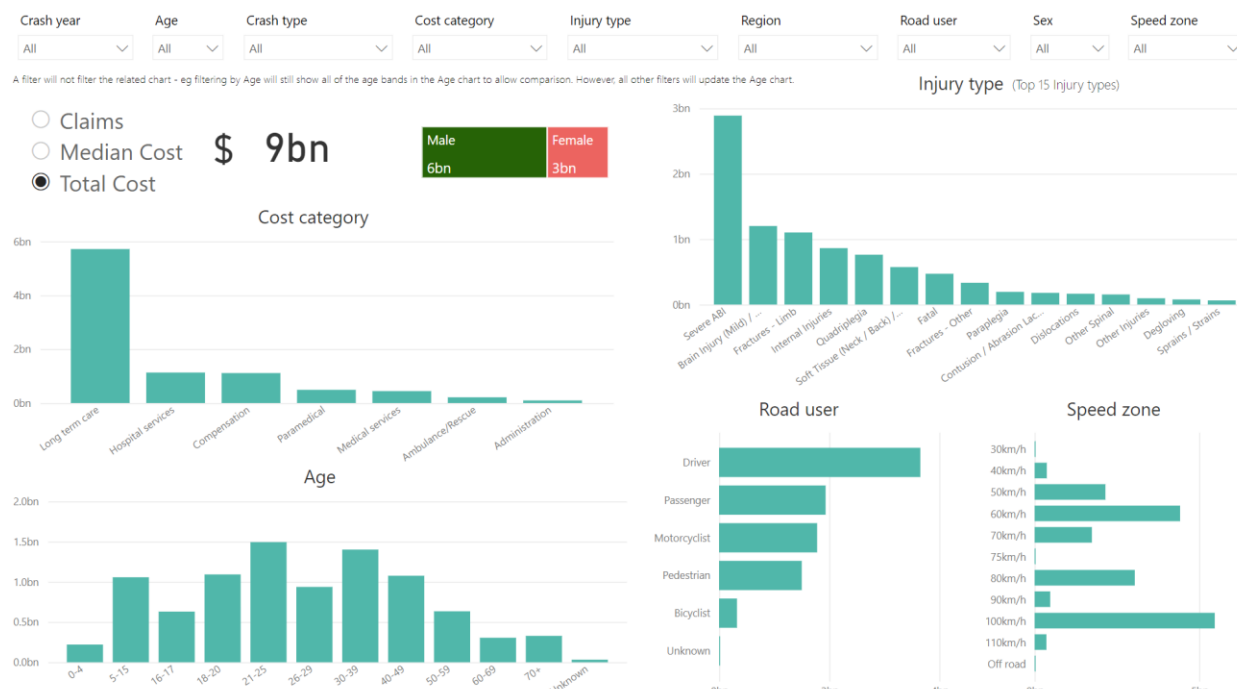 Crash year Age Crash type Cost category Injury type Region Road user Sex Speed zone
All All All All All All All All All
A filter will not filter the related chart - eg filtering by Age will still show all of the age bands in the Age chart to allow comparison. However, all other filters will update the Age chart.
Claims
Median Cost
Total Cost
$ 9bn
Male
6bn
Female
3bn
Cost category
6bn
4bn
2bn
0bn
Long term care
Hospital services
Compensation
Paramedical
Medical services
Ambulance/Rescue
Administration
Age
2.0bn
1.5bn
1.0bn
0.5bn
0.0bn
0-4
5-15
16-17
18-20
21-25
26-29
30-39
40-49
50-59
60-69
70+
Unknown
Injury type (Top 15 Injury types)
3bn
2bn
1bn
0bn
Severe ABI
Brain Injury (Mild) /...
Fractures - Limb
Internal Injuries
Quadriplegia
Soft Tissue (Neck / Back) /...
Fatal
Fractures - Other
Paraplegia
Contusion / Abrasion Lac...
Dislocations
Other Spinal
Other Injuries
Degloving
Sprains / Strains
Road user
Driver
Passenger
Motorcyclist
Pedestrian
Bicyclist
Unknown
Speed zone
30km/h
40km/h
50km/h
60km/h
70km/h
75km/h
80km/h
90km/h
100km/h
110km/h
Off road